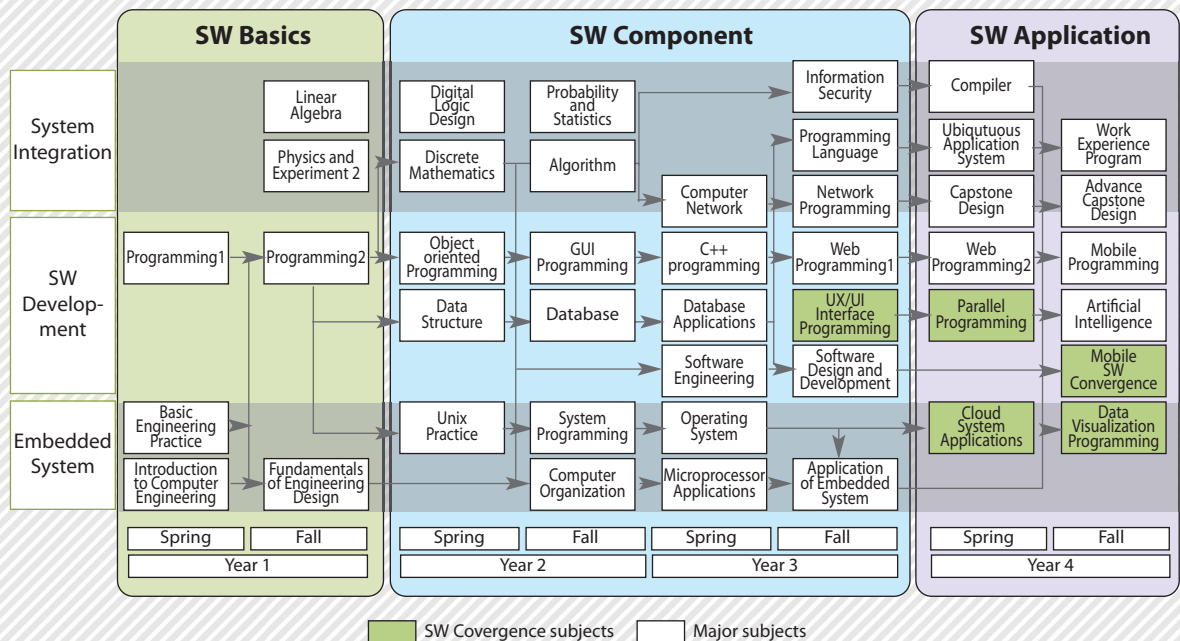 SW Basics
SW Component
SW Application
System
Integration
Linear
Algebra
Digital
Logic
Design
Probability
and
Statistics
Information
Security
Compiler
Physics and
Experiment 2
Discrete
Mathematics
Algorithm
Programming
Language
Ubiqutuous
Application
System
Work
Experience
Program
Computer
Network
Network
Programming
Capstone
Design
Advance
Capstone
Design
SW
Develop-
ment
Programming1
Programming2
Object
oriented
Programming
GUI
Programming
C++
programming
Web
Programming1
Web
Programming2
Mobile
Programming
Data
Structure
Database
Database
Applications
UX/UI
Interface
Programming
Parallel
Programming
Artificial
Intelligence
Software
Engineering
Software
Design and
Development
Mobile
SW
Convergence
Embedded
System
Basic
Engineering
Practice
Unix
Practice
System
Programming
Operating
System
Cloud
System
Applications
Data
Visualization
Programming
Introduction
to Computer
Engineering
Fundamentals
of Engineering
Design
Computer
Organization
Microprocessor
Applications
Application
of Embedded
System
Spring
Fall
Spring
Fall
Spring
Fall
Spring
Fall
Year 1
Year 2
Year 3
Year 4
SW Covergence subjects
Major subjects